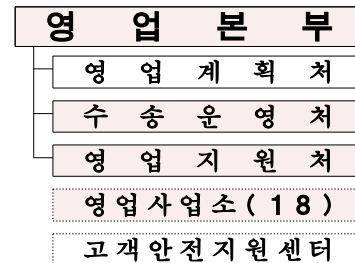 영 업 본 부
영 업 계 획 처
수 송 운 영 처
영 업 지 원 처
영업사업소(18)
고객안전지원센터